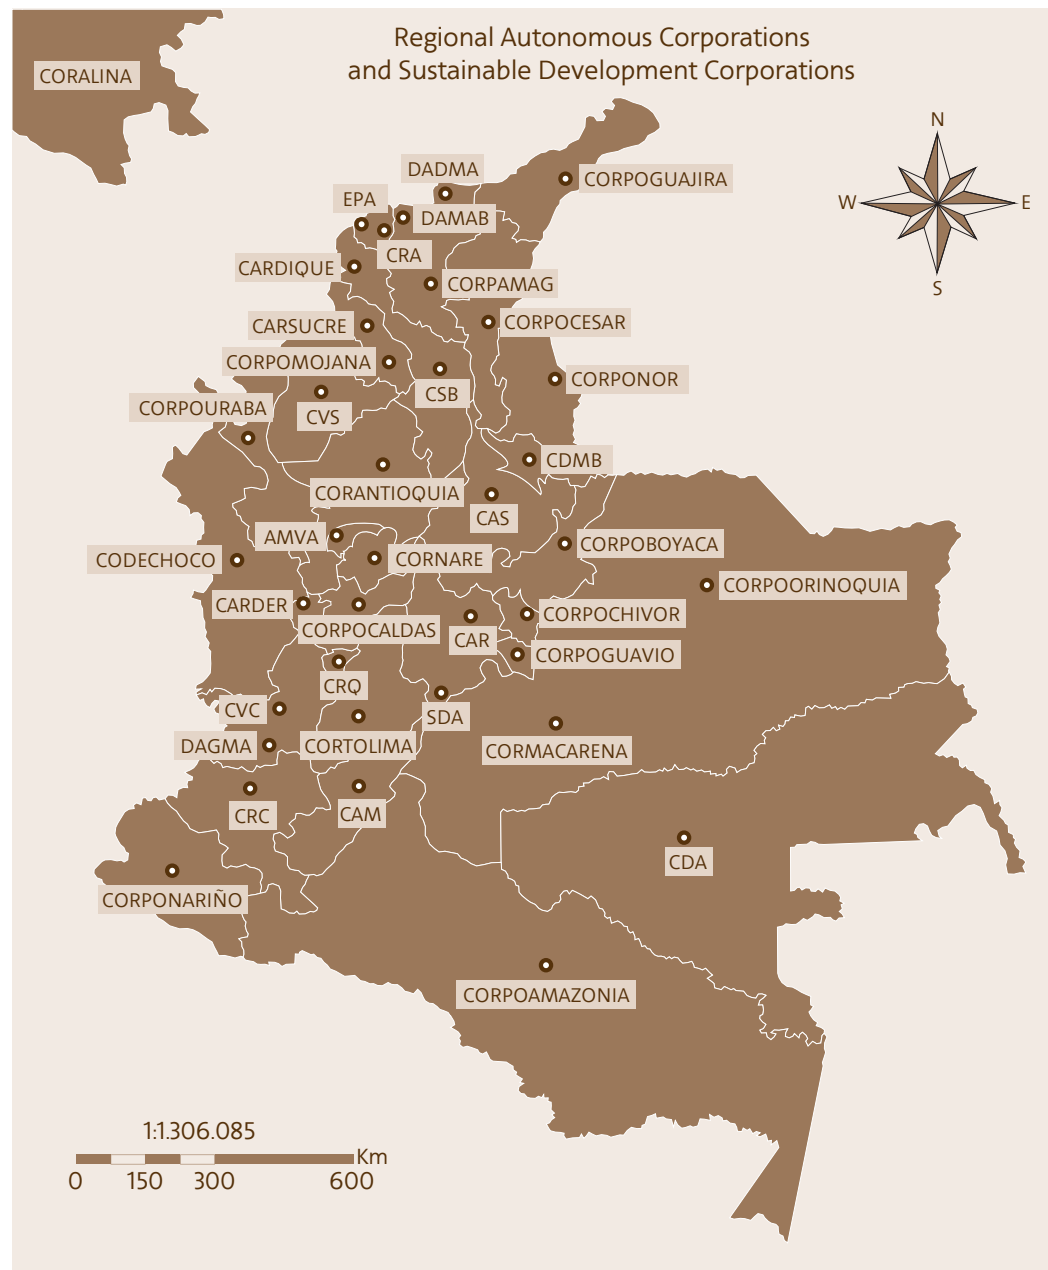 Regional Autonomous Corporations
and Sustainable Development Corporations
CORALINA
N
W
E
S
DADMA
CORPOGUAJIRA
EPA
DAMAB
CRA
CARDIQUE
CORPAMAG
CARSUCRE
CORPOCESAR
CORPOMOJANA
CORPONOR
CSB
CORPOURABA
CVS
CDMB
CORANTIOQUIA
CAS
AMVA
CORPOBOYACA
CODECHOCO
CORNARE
CORPOORINOQUIA
CARDER
CORPOCHIVOR
CORPOCALDAS
CAR
CORPOGUAVIO
CRQ
CVC
SDA
DAGMA
CORTOLIMA
CORMACARENA
CRC
CAM
CDA
CORPONARIÑO
CORPOAMAZONIA
1:1.306.085
Km
0 150 300 600